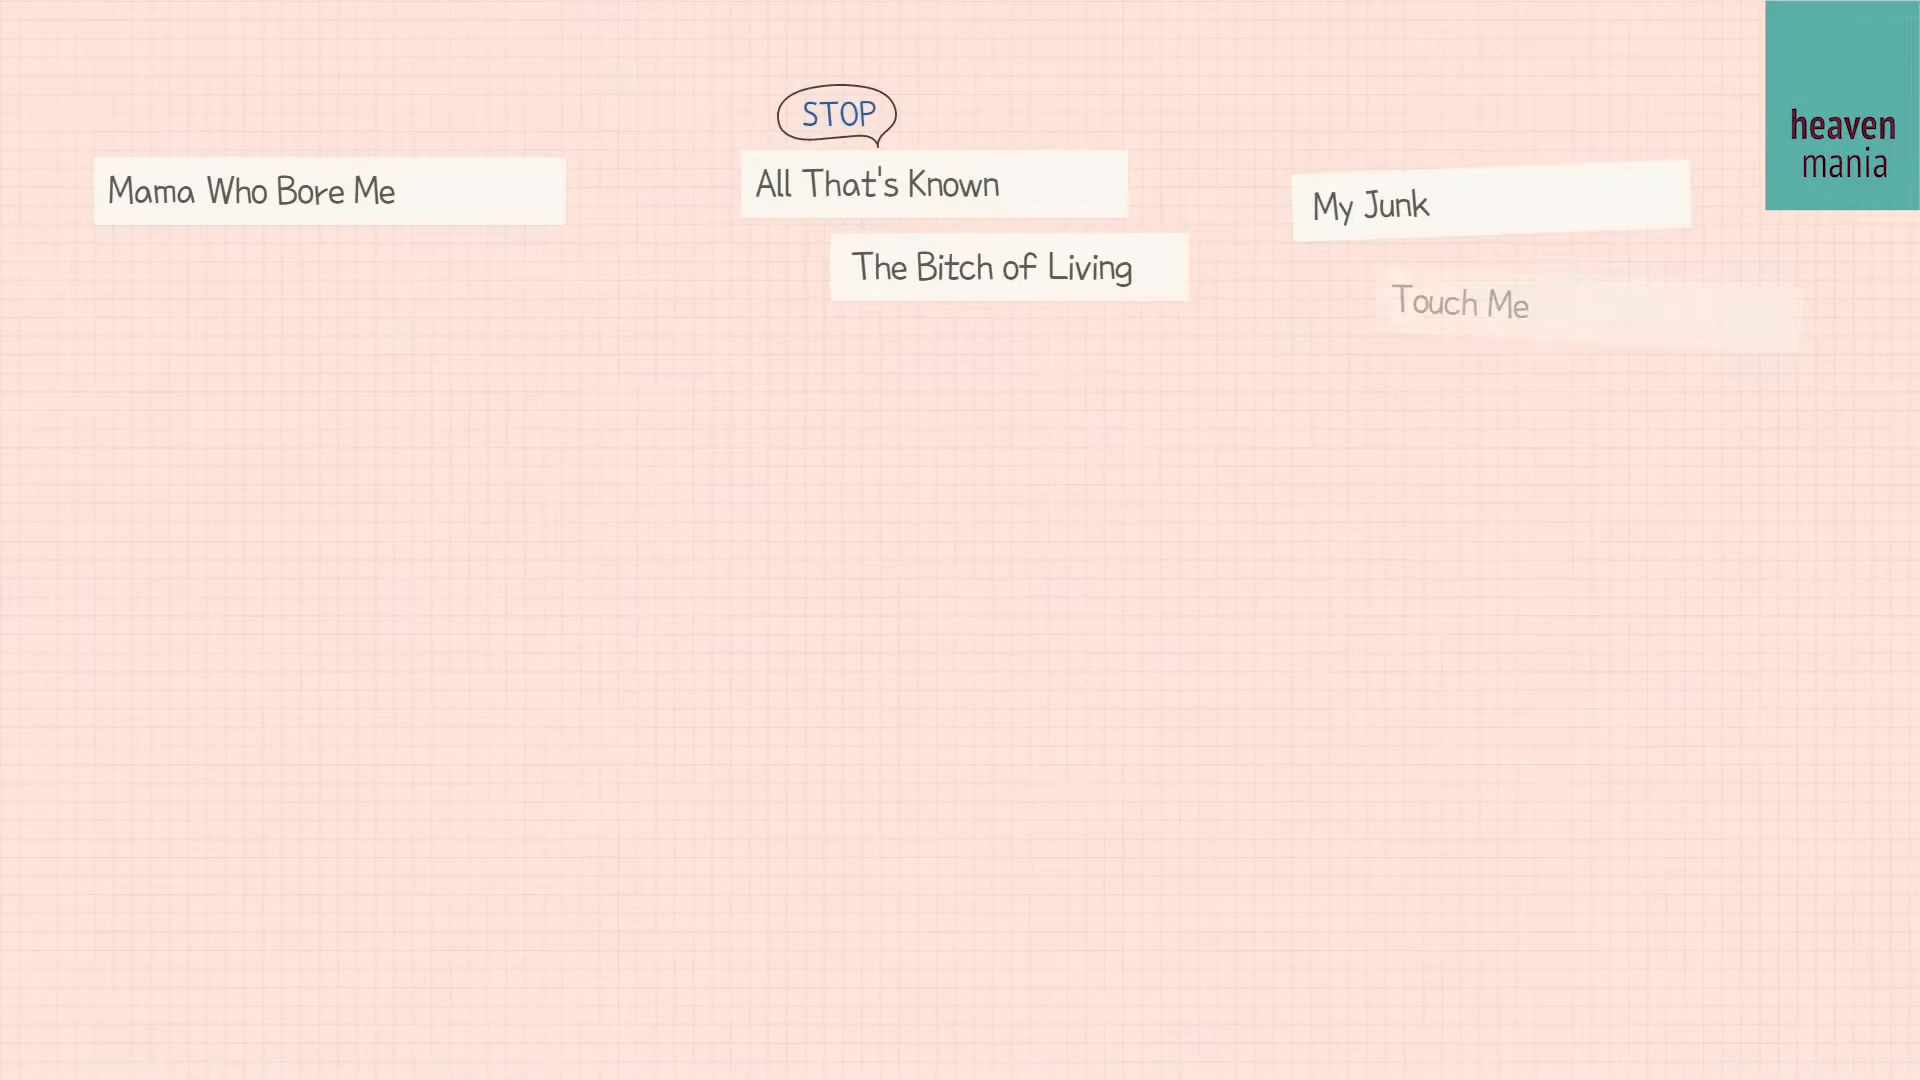 STOP
Mama Who Bore Me
All That's Known
The Bitch of Living
My Junk
Touch Me
heaven
mania